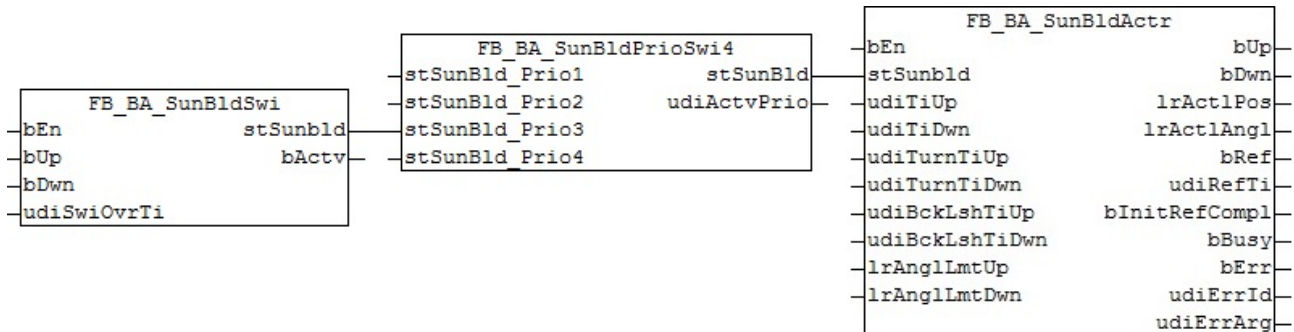 FB_BA_SunBldSwi
bEn stSunbld
bUp bActv
bDwn
udiSwiOvrTi
FB_BA_SunBldPrioSwi4
stSunBld_Prio1 stSunBld
stSunBld_Prio2 udiActvPrio
stSunBld_Prio3
stSunBld_Prio4
FB_BA_SunBldActr
bEn bUp
stSunbld bDwn
udiTiUp lrActlPos
udiTiDwn lrActlAngl
udiTurnTiUp bRef
udiTurnTiDwn udiRefTi
udiBckLshTiUp bInitRefCompl
udiBckLshTiDwn bBusy
lrAnglLmtUp bErr
lrAnglLmtDwn udiErrId
udiErrArg